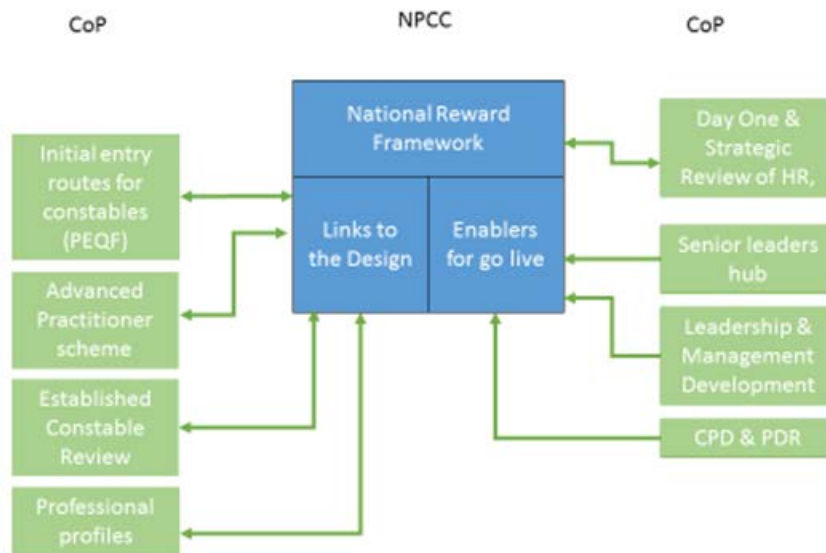 CoP
NPCC
CoP
National Reward
Framework
Links to
the Design
Enablers
for go live
Initial entry
routes for
constables
(PEQF)
Advanced
Practitioner
scheme
Established
Constable
Review
Professional
profiles
Day One &
Strategic
Review of HR,
Senior leaders
hub
Leadership &
Management
Development
CPD & PDR